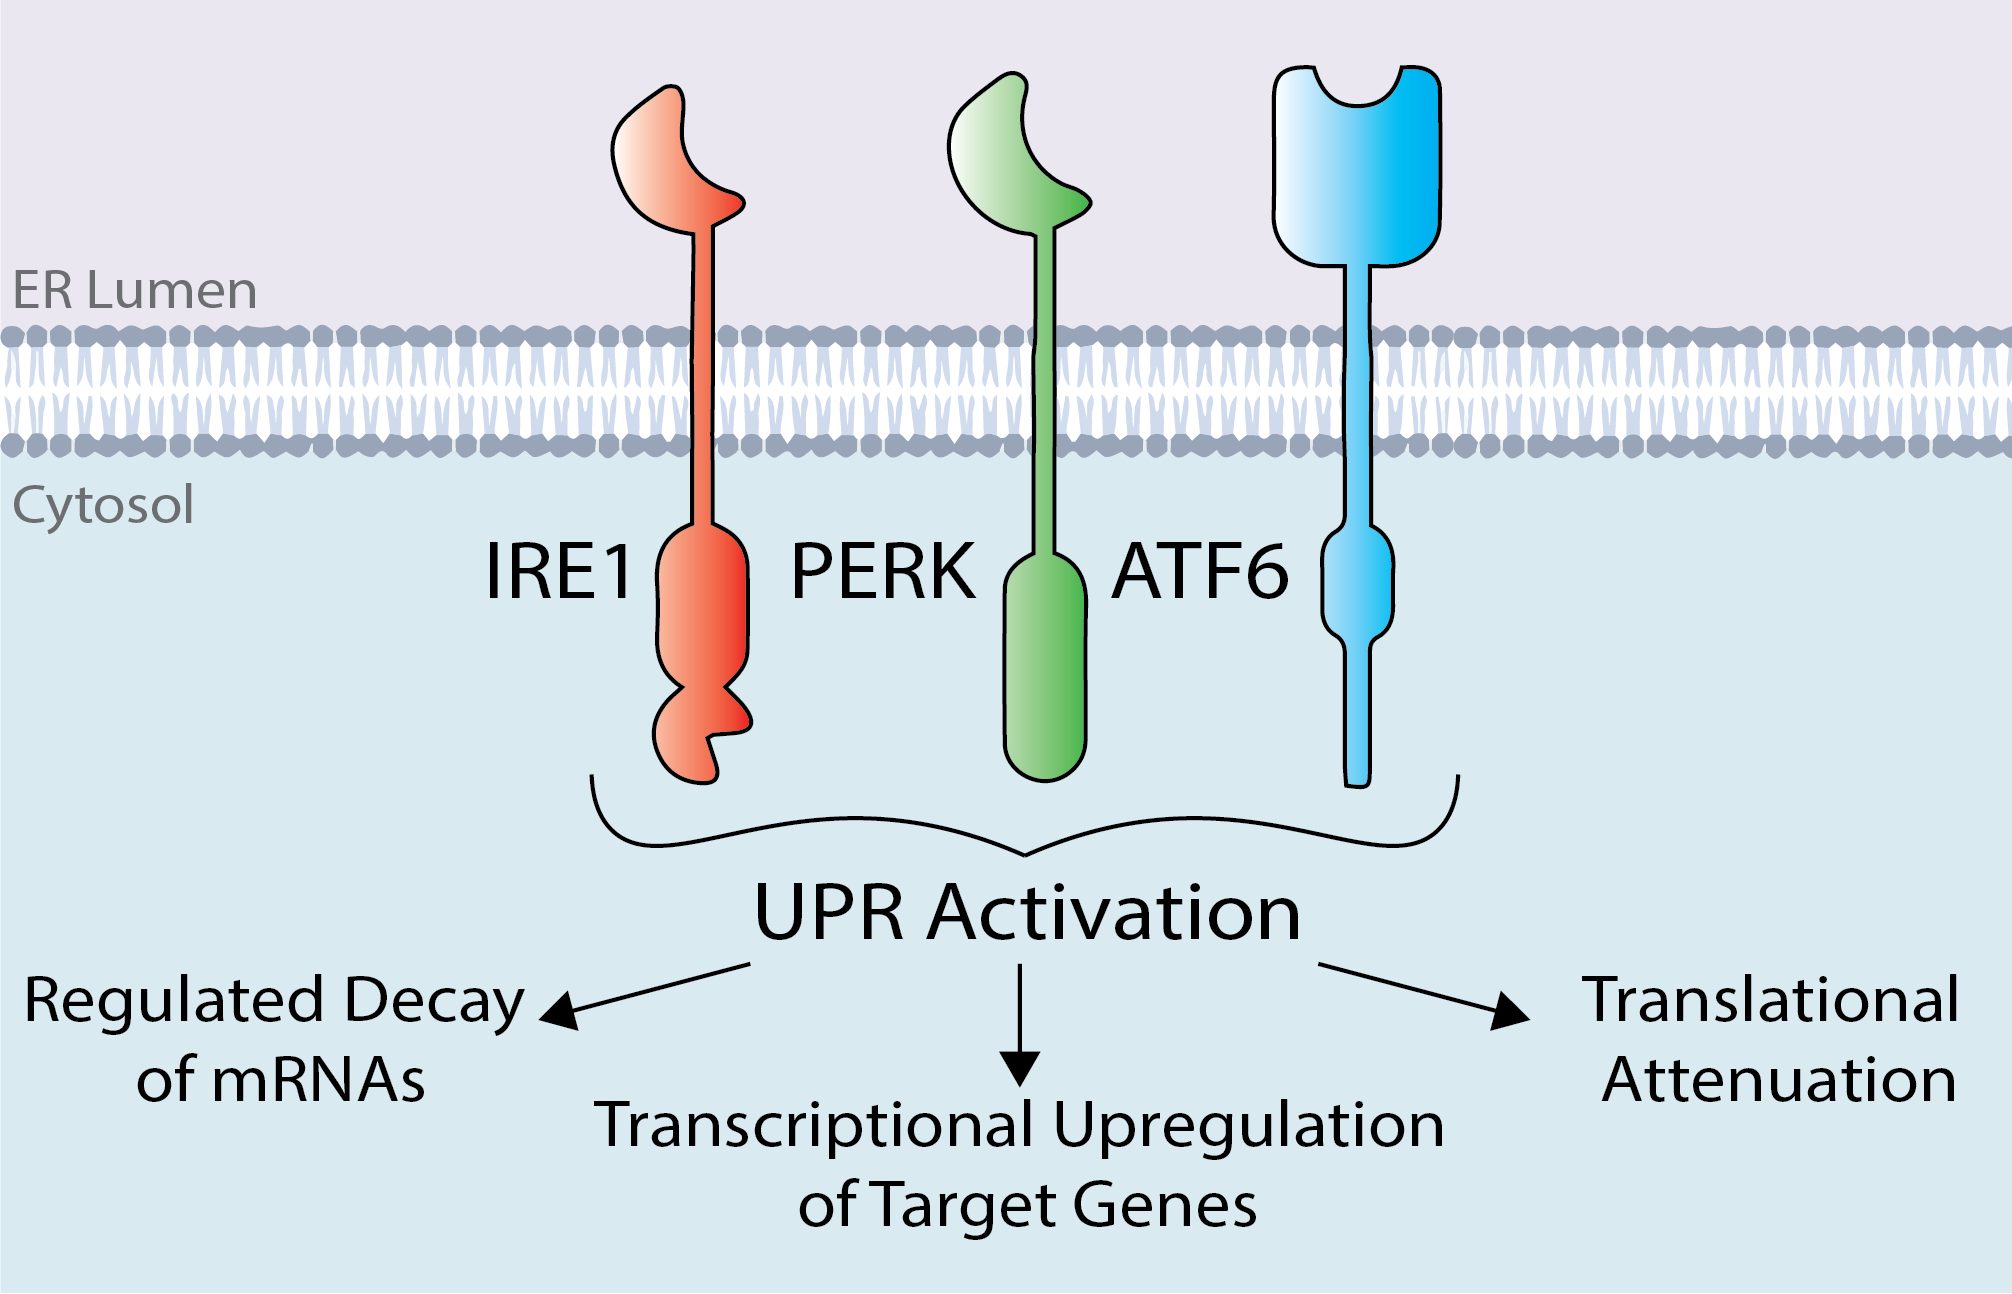 ER Lumen
Cytosol
IRE1
PERK
ATF6
UPR Activation
Regulated Decay
of mRNAs
Transcriptional Upregulation
of Target Genes
Translational
Attenuation